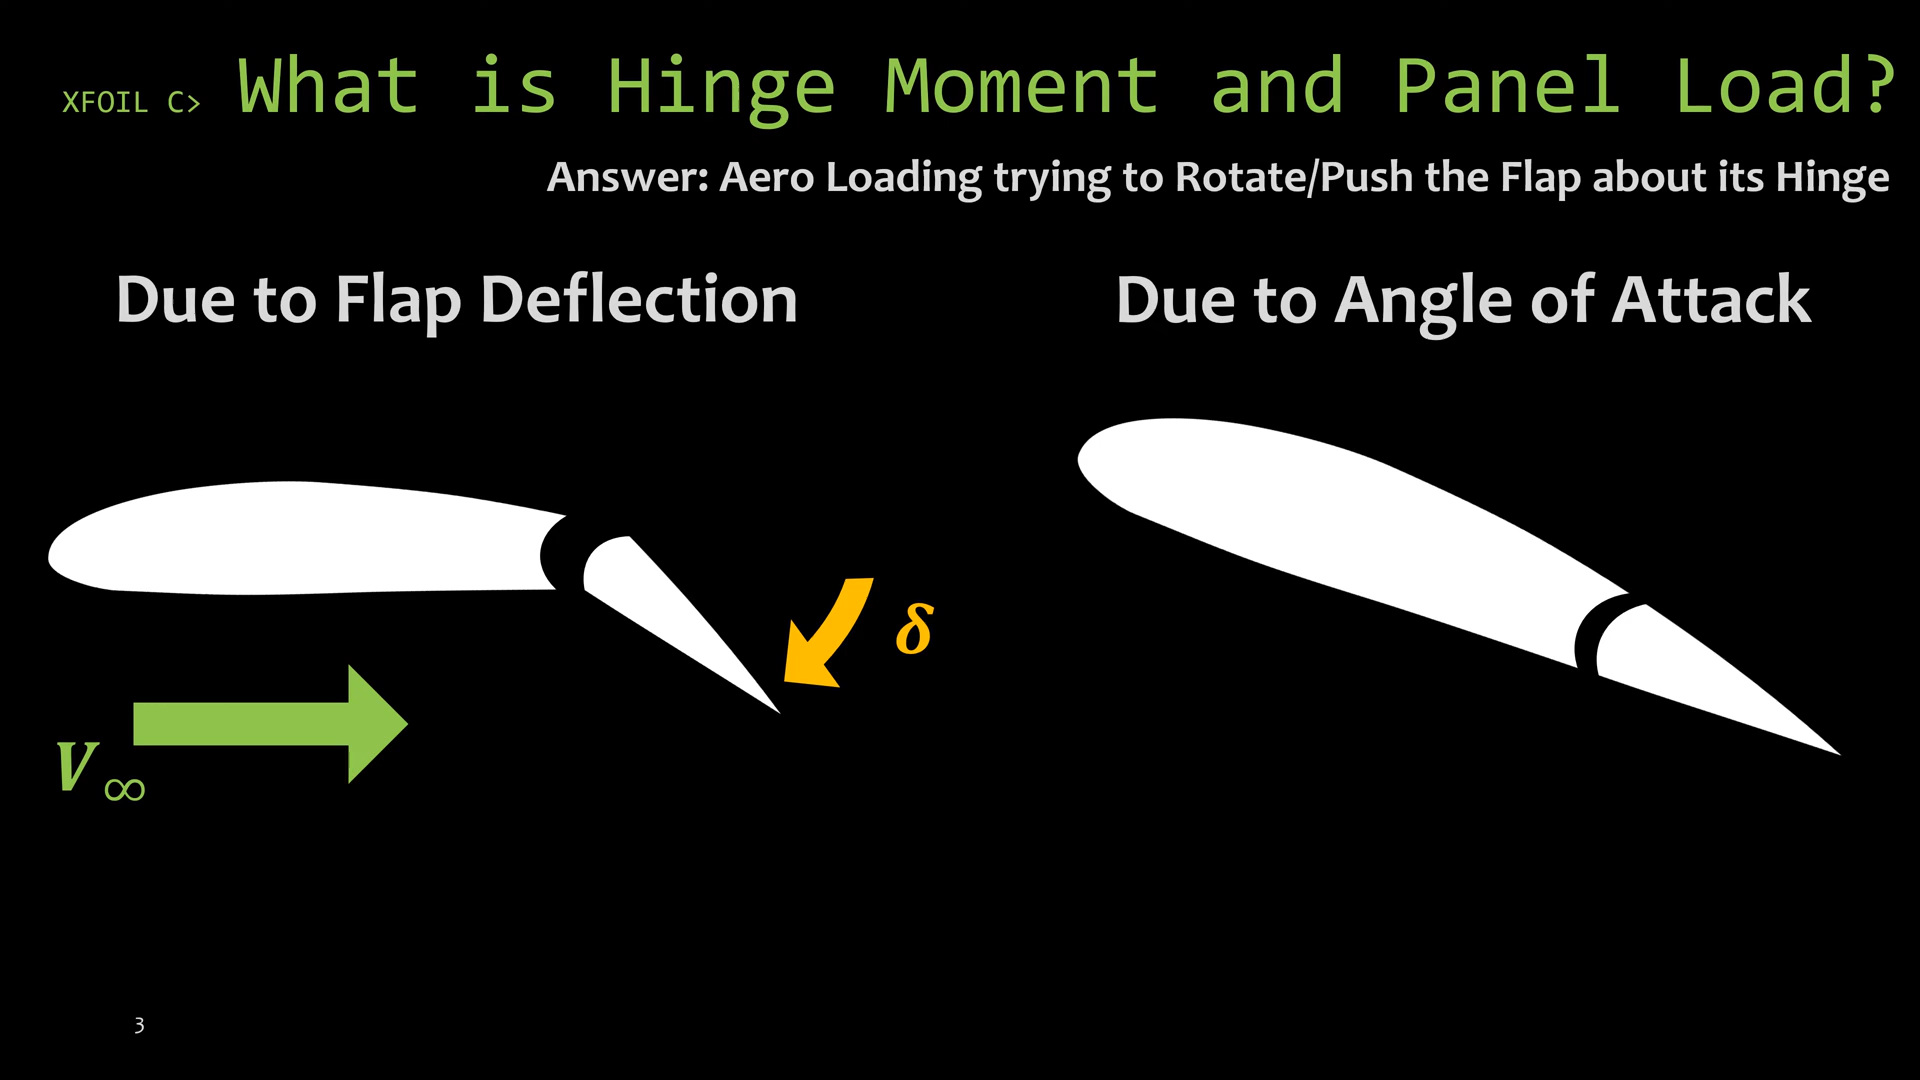 XFOIL C> What is Hinge Moment and Panel Load?
Answer: Aero Loading trying to Rotate/Push the Flap about its Hinge
Due to Flap Deflection
Due to Angle of Attack
δ
V∞
3